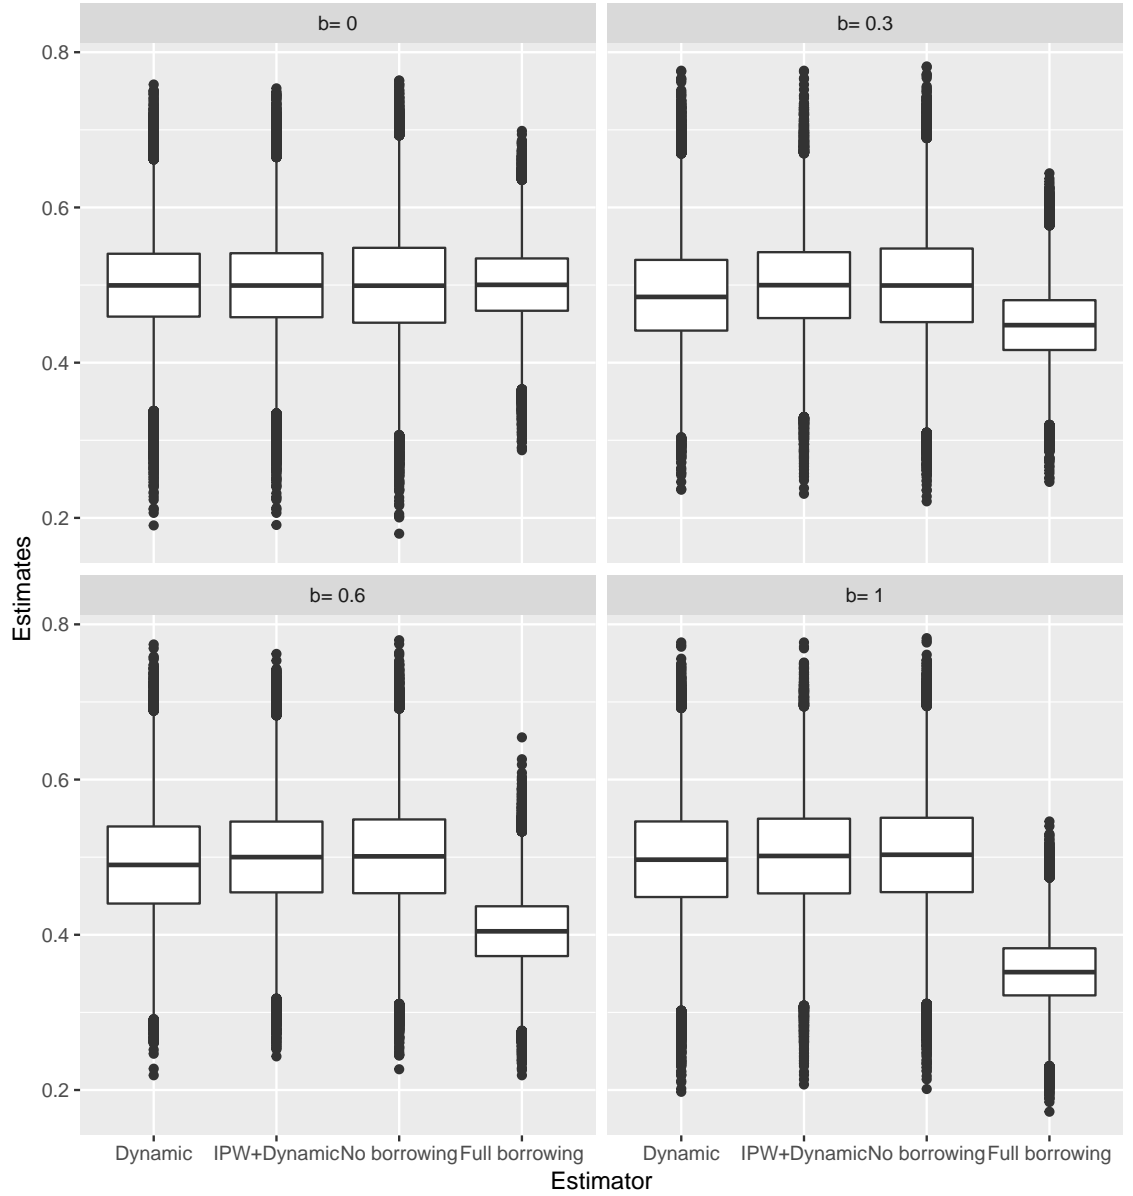 b= 0
b= 0.3
0.8
0.6
0.4
0.2
Estimates
b= 0.6
b= 1
0.8
0.6
0.4
0.2
Dynamic IPW+Dynamic No borrowing Full borrowing
Dynamic IPW+Dynamic No borrowing Full borrowing
Estimator